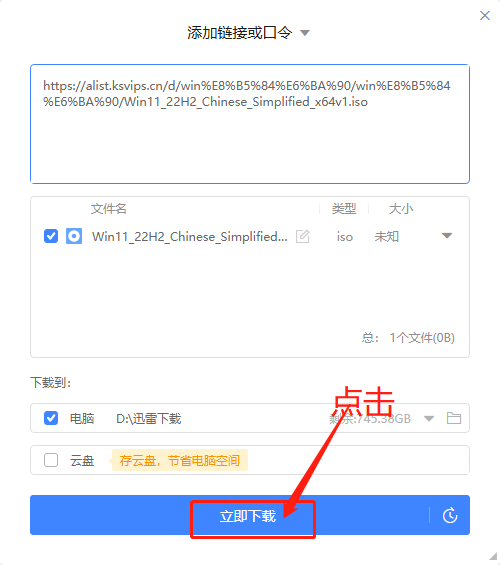 添加链接或口令
https://alist.ksvips.cn/d/win%E8%B5%84%E6%BA%90/win%E8%B5%84
%E6%BA%90/Win11_22H2_Chinese_Simplified_x64v1.iso
文件名 类型 大小
Win11_22H2_Chinese_Simplified... iso 未知
总： 1个文件(0B)
下载到：
点击
电脑 D:\迅雷下载 剩余:745.38GB
云盘 存云盘，节省电脑空间
立即下载